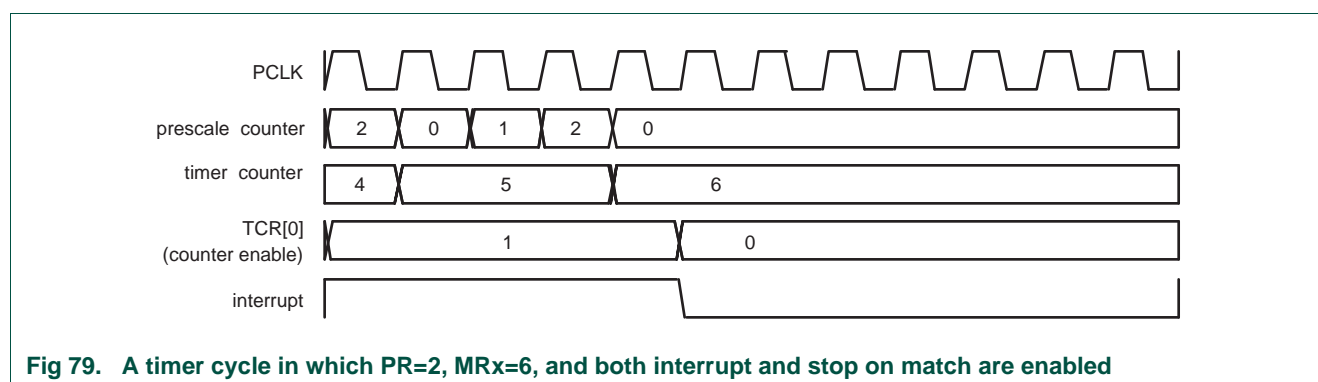 PCLK
prescale counter
2 0 1 2 0
timer counter
4 5 6
TCR[0]
(counter enable)
1 0
interrupt
Fig 79. A timer cycle in which PR=2, MRx=6, and both interrupt and stop on match are enabled